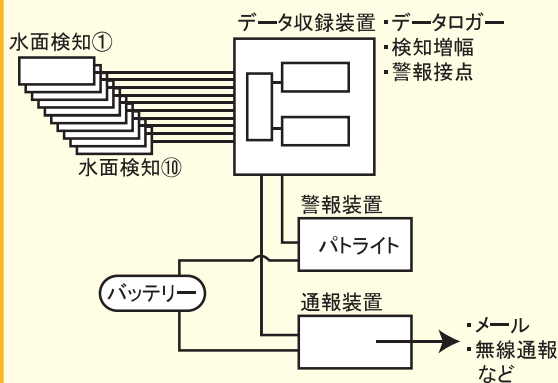 水面検知①
水面検知⑩
データ収録装置
・データロガー
・検知増幅
・警報接点
警報装置
パトライト
バッテリー
通報装置
・メール
・無線通報
など